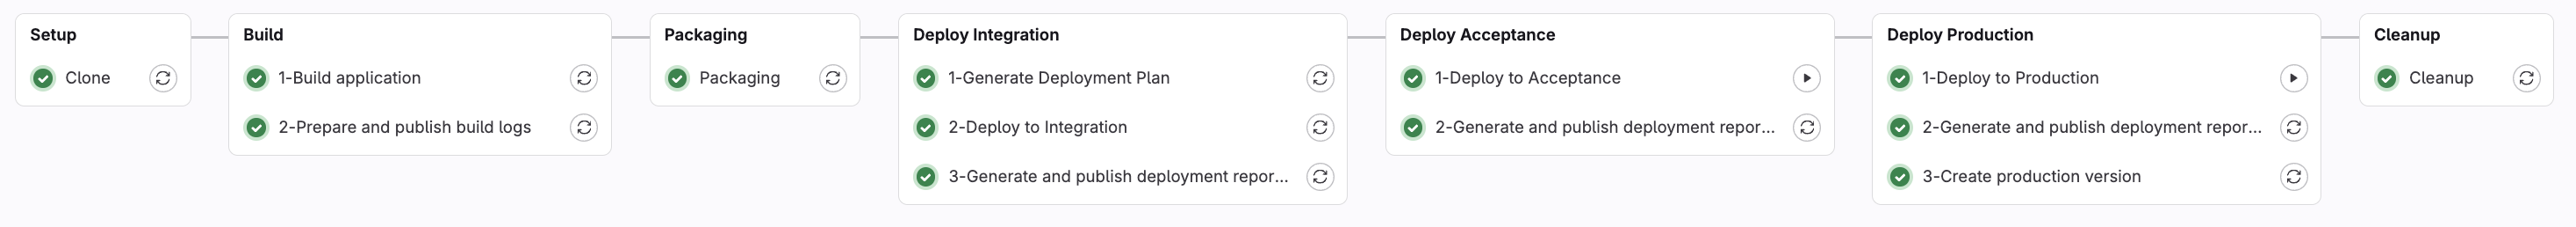 Setup
Clone
Build
1-Build application
2-Prepare and publish build logs
Packaging
Packaging
Deploy Integration
1-Generate Deployment Plan
2-Deploy to Integration
3-Generate and publish deployment repor...
Deploy Acceptance
1-Deploy to Acceptance
2-Generate and publish deployment repor...
Deploy Production
1-Deploy to Production
2-Generate and publish deployment repor...
3-Create production version
Cleanup
Cleanup